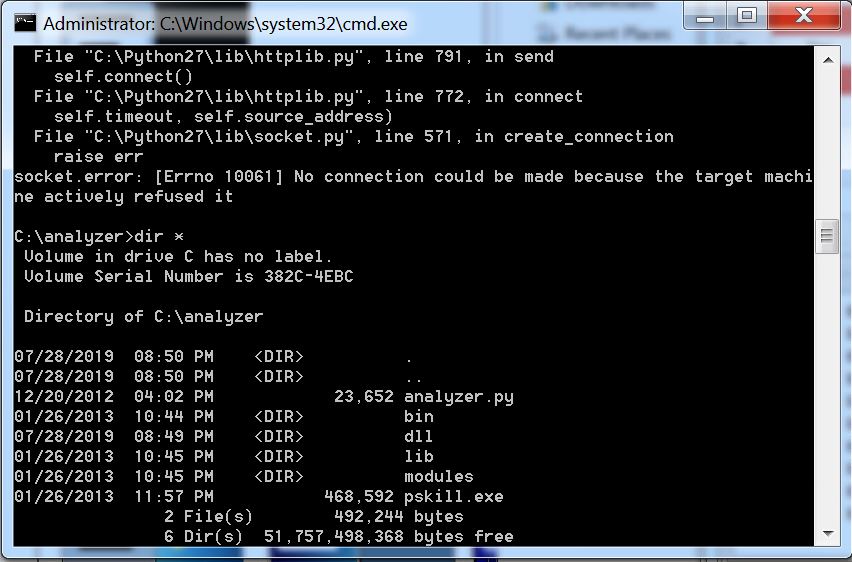 Administrator: C:\Windows\system32\cmd.exe
File "C:\Python27\lib\httplib.py", line 791, in send
self.connect()
File "C:\Python27\lib\httplib.py", line 772, in connect
self.timeout, self.source_address)
File "C:\Python27\lib\socket.py", line 571, in create_connection
raise err
socket.error: [Errno 10061] No connection could be made because the target machi
ne actively refused it
C:\analyzer>dir *
Volume in drive C has no label.
Volume Serial Number is 382C-4EBC
Directory of C:\analyzer
07/28/2019  08:50 PM    <DIR>          .
07/28/2019  08:50 PM    <DIR>          ..
12/20/2012  04:02 PM            23,652 analyzer.py
01/26/2013  10:44 PM    <DIR>          bin
07/28/2019  08:49 PM    <DIR>          dll
01/26/2013  10:45 PM    <DIR>          lib
01/26/2013  10:45 PM    <DIR>          modules
01/26/2013  11:57 PM           468,592 pskill.exe
2 File(s)        492,244 bytes
6 Dir(s)  51,757,498,368 bytes free